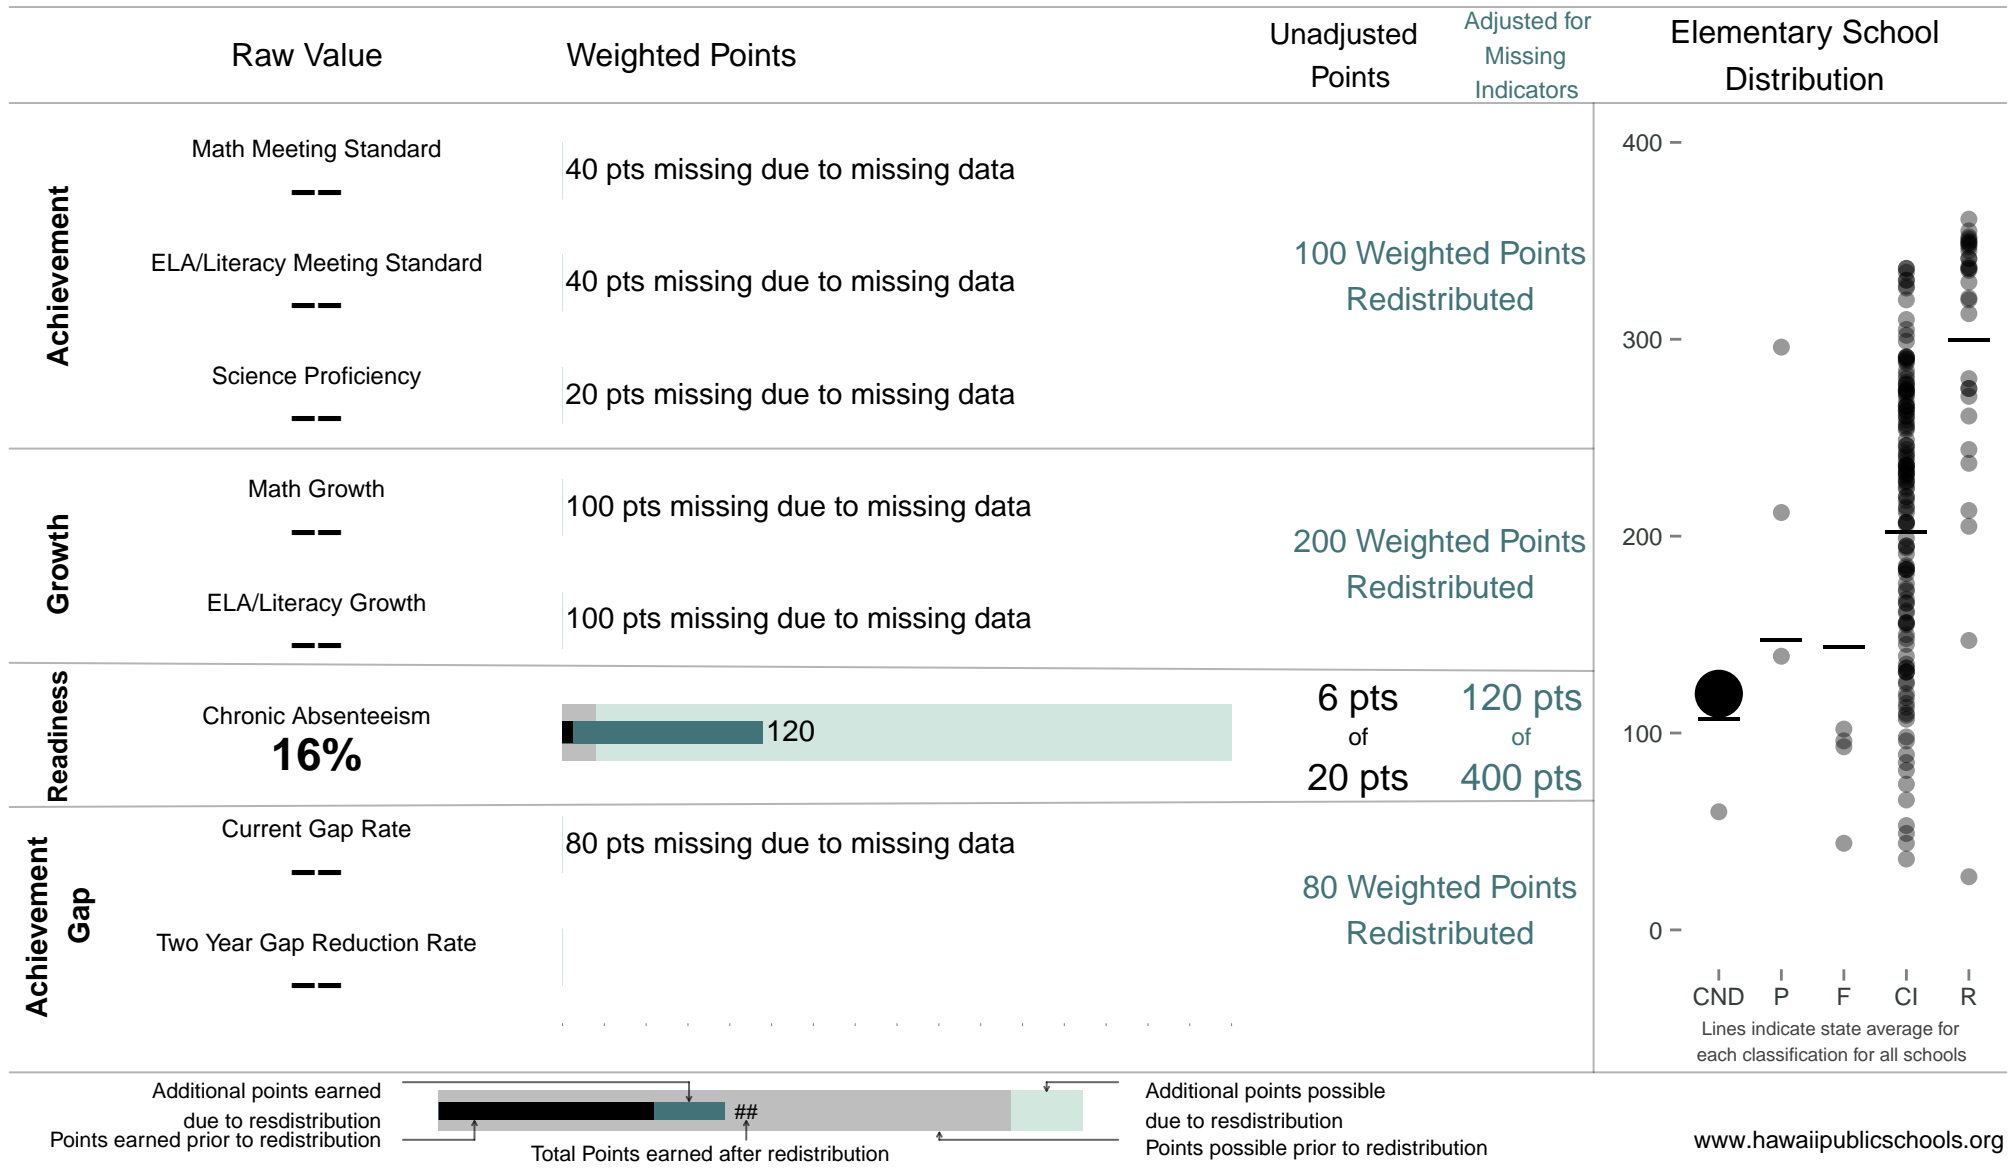 Raw Value
Weighted Points
Unadjusted
Points
Adjusted for
Missing
Indicators
Elementary School
Distribution
Achievement
Math Meeting Standard
--
40 pts missing due to missing data
ELA/Literacy Meeting Standard
--
40 pts missing due to missing data
Science Proficiency
--
20 pts missing due to missing data
100 Weighted Points
Redistributed
Growth
Math Growth
--
100 pts missing due to missing data
ELA/Literacy Growth
--
100 pts missing due to missing data
200 Weighted Points
Redistributed
Readiness
Chronic Absenteeism
16%
120
6 pts
of
20 pts
120 pts
of
400 pts
Achievement
Gap
Current Gap Rate
--
80 pts missing due to missing data
Two Year Gap Reduction Rate
--
80 Weighted Points
Redistributed
400
300
200
100
0
CND P F CI R
Lines indicate state average for
each classification for all schools
Additional points earned
due to resdistribution
Points earned prior to redistribution
##
Total Points earned after redistribution
Additional points possible
due to resdistribution
Points possible prior to redistribution
www.hawaiipublicschools.org